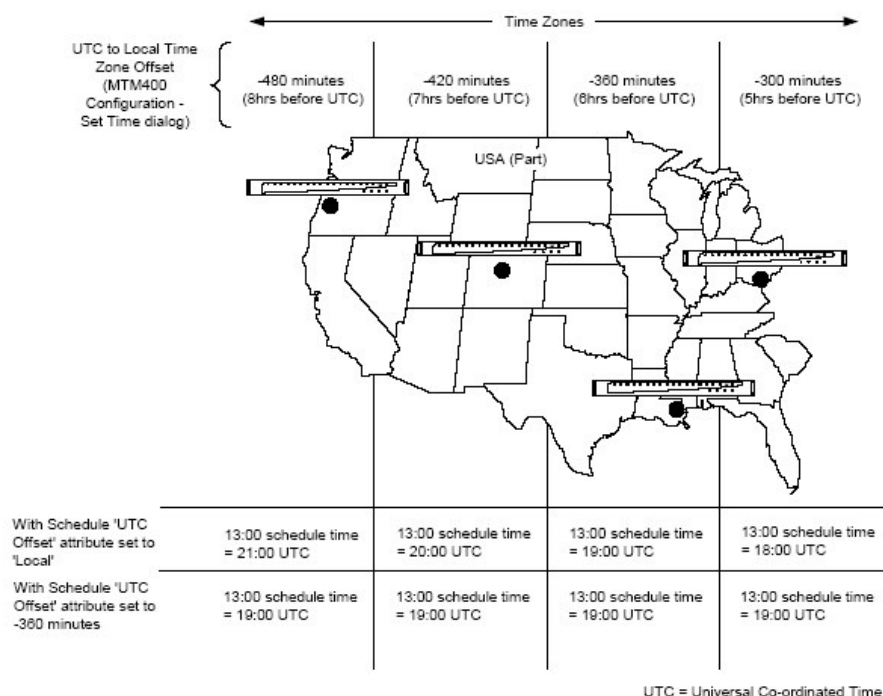 Time Zones
UTC to Local Time
Zone Offset
(MTM400
Configuration -
Set Time dialog)
-480 minutes
(8hrs before UTC)
-420 minutes
(7hrs before UTC)
-360 minutes
(6hrs before UTC)
-300 minutes
(5hrs before UTC)
USA (Part)
With Schedule 'UTC
Offset' attribute set to
'Local'
13:00 schedule time
= 21:00 UTC
13:00 schedule time
= 20:00 UTC
13:00 schedule time
= 19:00 UTC
13:00 schedule time
= 18:00 UTC
With Schedule 'UTC
Offset' attribute set to
-360 minutes
13:00 schedule time
= 19:00 UTC
13:00 schedule time
= 19:00 UTC
13:00 schedule time
= 19:00 UTC
13:00 schedule time
= 19:00 UTC
UTC = Universal Co-ordinated Time